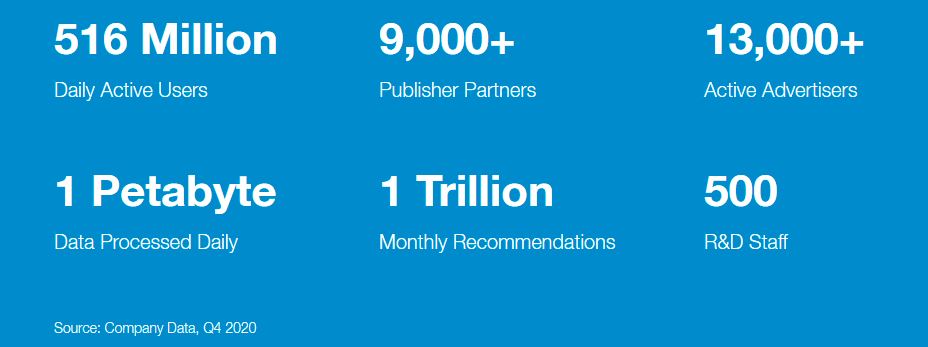 516 Million
Daily Active Users
9,000+
Publisher Partners
13,000+
Active Advertisers
1 Petabyte
Data Processed Daily
1 Trillion
Monthly Recommendations
500
R&D Staff
Source: Company Data, Q4 2020